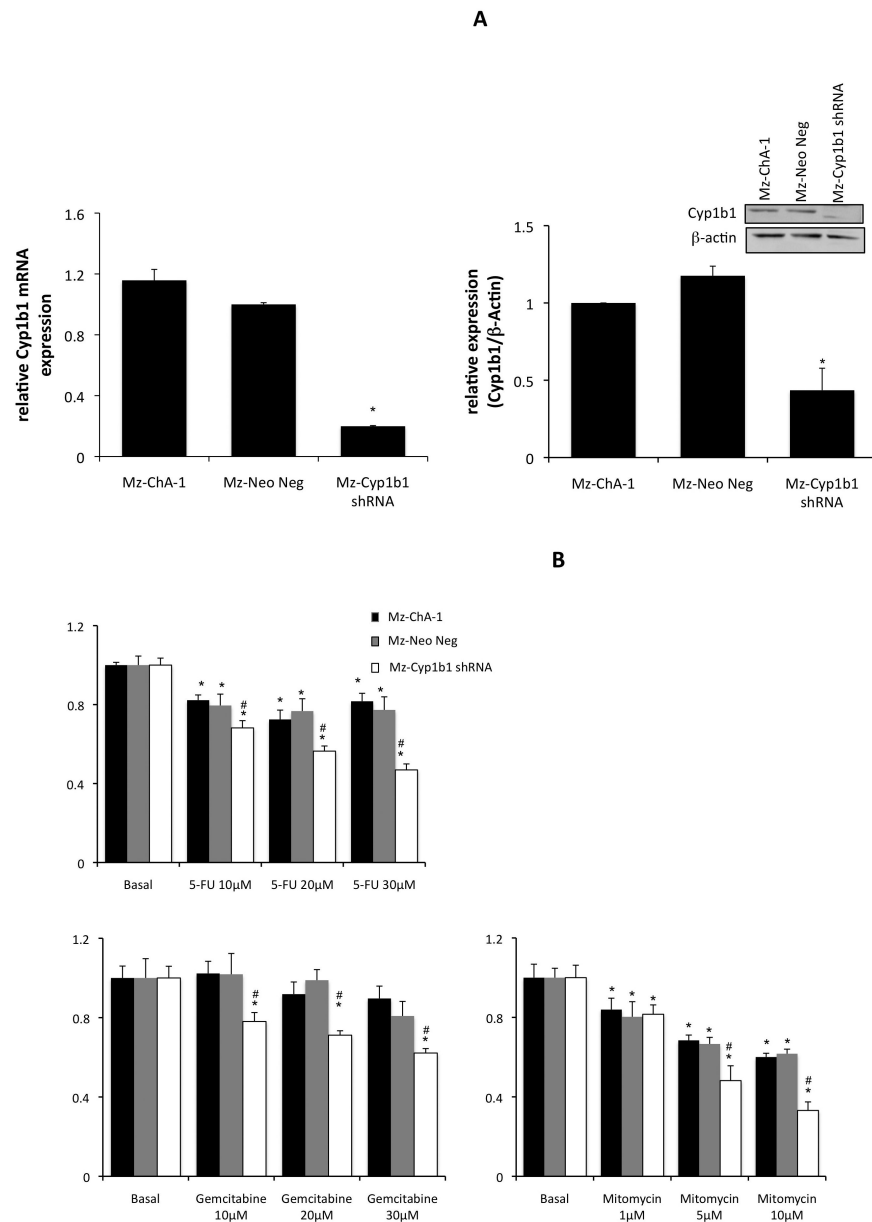 A
relative Cyp1b1 mRNA
expression
1.6
1.2
0.8
0.4
0
*
Mz-ChA-1
Mz-Neo Neg
Mz-Cyp1b1
shRNA
Mz-ChA-1
Mz-Neo Neg
Mz-Cyp1b1 shRNA
Cyp1b1
β-actin
relative expression
(Cyp1b1/β-Actin)
1.5
1
0.5
0
*
Mz-ChA-1
Mz-Neo Neg
Mz-Cyp1b1
shRNA
B
Mz-ChA-1
Mz-Neo Neg
Mz-Cyp1b1 shRNA
1.2
0.8
0.4
0
* * # *
* * # *
* * # *
Basal
5-FU 10μM
5-FU 20μM
5-FU 30μM
1.2
0.8
0.4
0
# *
# *
# *
Basal
Gemcitabine
10μM
Gemcitabine
20μM
Gemcitabine
30μM
1.2
0.8
0.4
0
* * *
* * # *
* * # *
Basal
Mitomycin
1μM
Mitomycin
5μM
Mitomycin
10μM